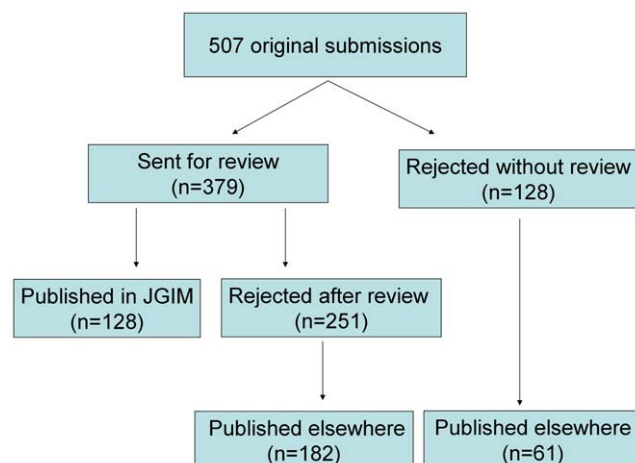 507 original submissions
Sent for review
(n=379)
Rejected without review
(n=128)
Published in JGIM
(n=128)
Rejected after review
(n=251)
Published elsewhere
(n=182)
Published elsewhere
(n=61)